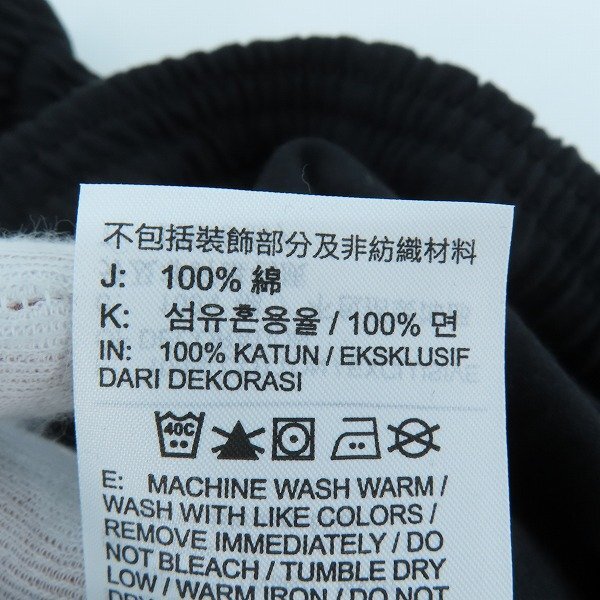 不包括裝飾部分及非紡織材料
J: 100% 綿
K: 섬유혼용율 / 100% 면
IN: 100% KATUN / EKSKLUSIF
DARI DEKORASI
40C
E: MACHINE WASH WARM /
WASH WITH LIKE COLORS /
REMOVE IMMEDIATELY / DO
NOT BLEACH / TUMBLE DRY
LOW / WARM IRON / DO NOT